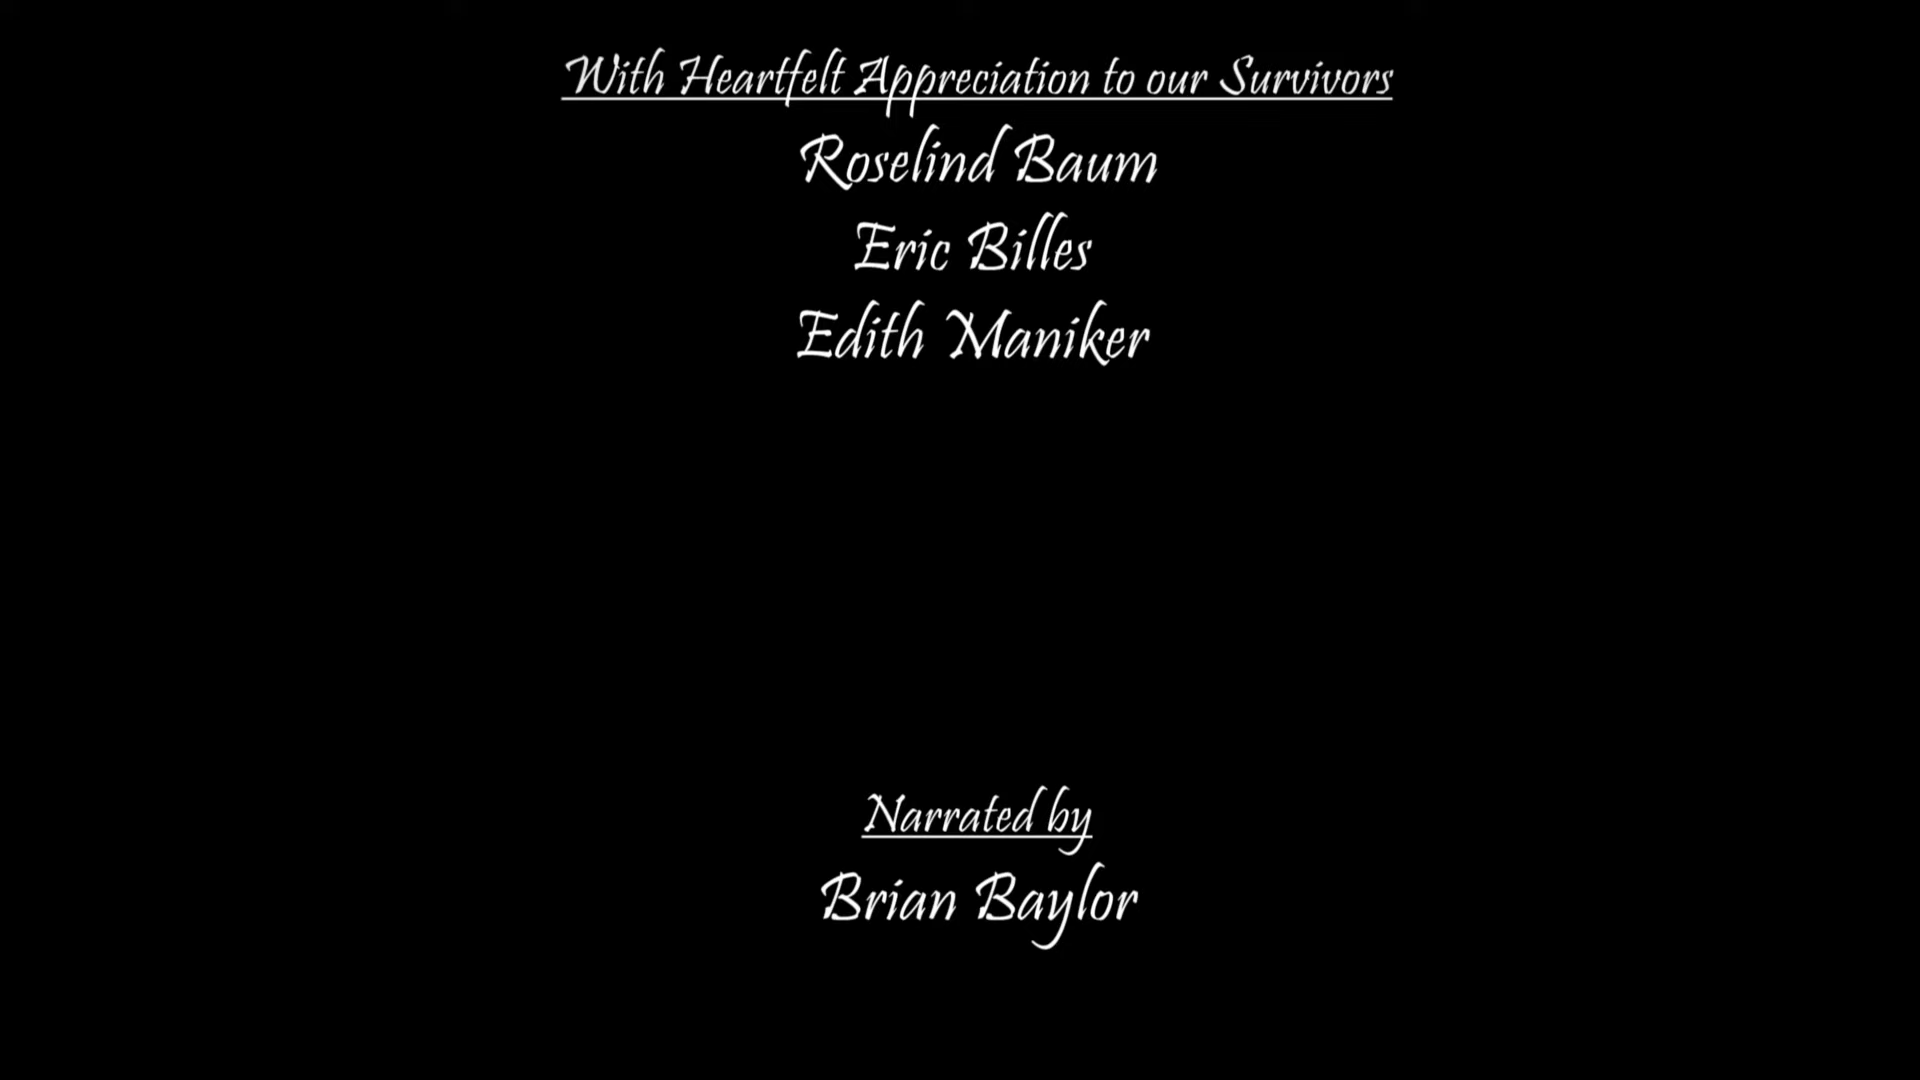 With Heartfelt Appreciation to our Survivors
Roselind Baum
Eric Billes
Edith Maniker
Narrated by
Brian Baylor